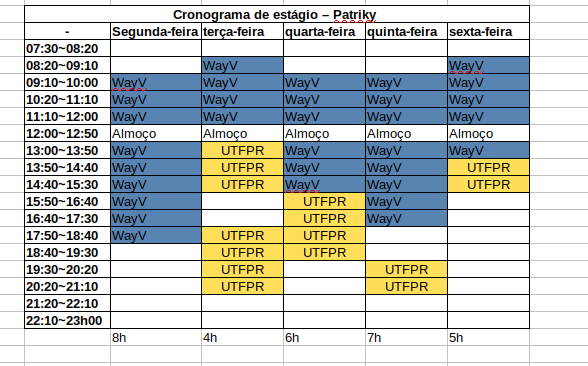 Cronograma de estágio – Patriky
- Segunda-feira terça-feira quarta-feira quinta-feira sexta-feira
07:30~08:20
08:20~09:10 WayV WayV
09:10~10:00 WayV WayV WayV WayV WayV
10:20~11:10 WayV WayV WayV WayV WayV
11:10~12:00 WayV WayV WayV WayV WayV
12:00~12:50 Almoço Almoço Almoço Almoço Almoço
13:00~13:50 WayV UTFPR WayV WayV WayV
13:50~14:40 WayV UTFPR WayV WayV UTFPR
14:40~15:30 WayV UTFPR WayV WayV UTFPR
15:50~16:40 WayV UTFPR WayV
16:40~17:30 WayV UTFPR WayV
17:50~18:40 WayV UTFPR UTFPR
18:40~19:30 UTFPR UTFPR
19:30~20:20 UTFPR UTFPR
20:20~21:10 UTFPR UTFPR
21:20~22:10
22:10~23h00
8h 4h 6h 7h 5h